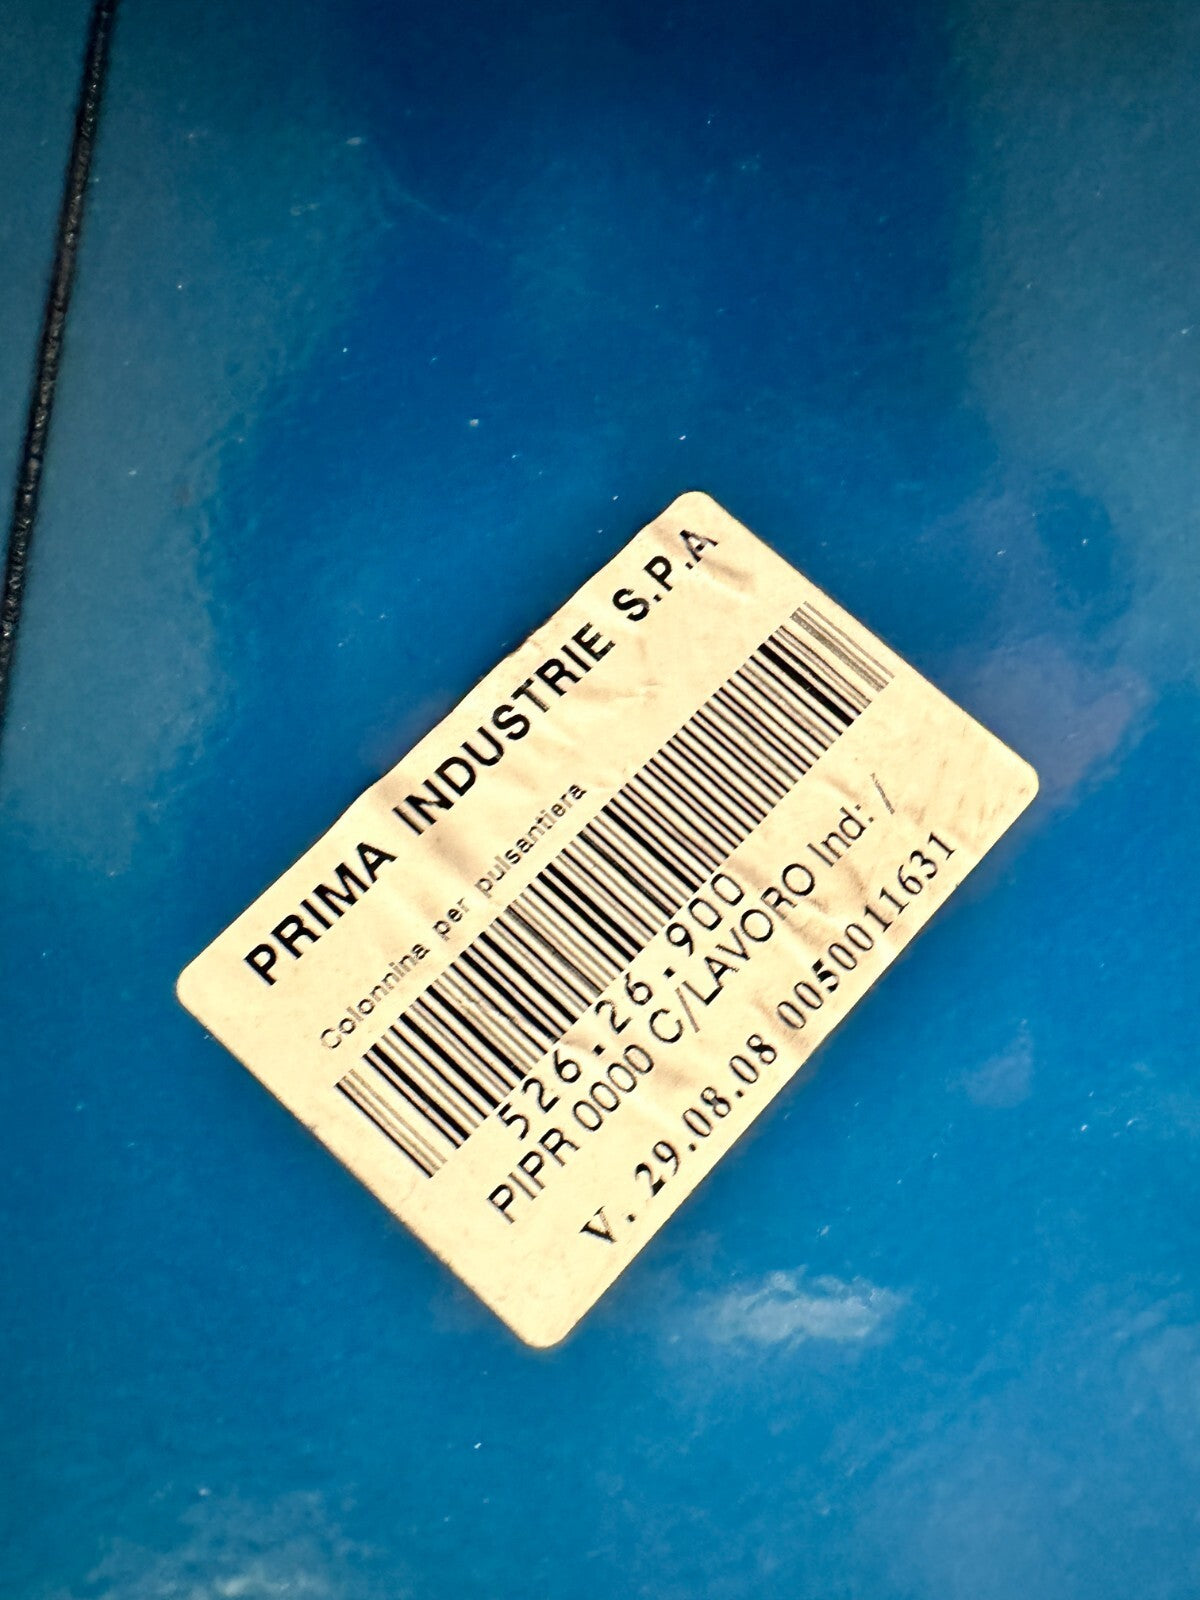 PRIMA INDUSTRIE S.P.A
Colonnina per pulsantiera
526.26.900
PIPR 0000 C/LAVORO Ind: /
V. 29.08.08 0050011631